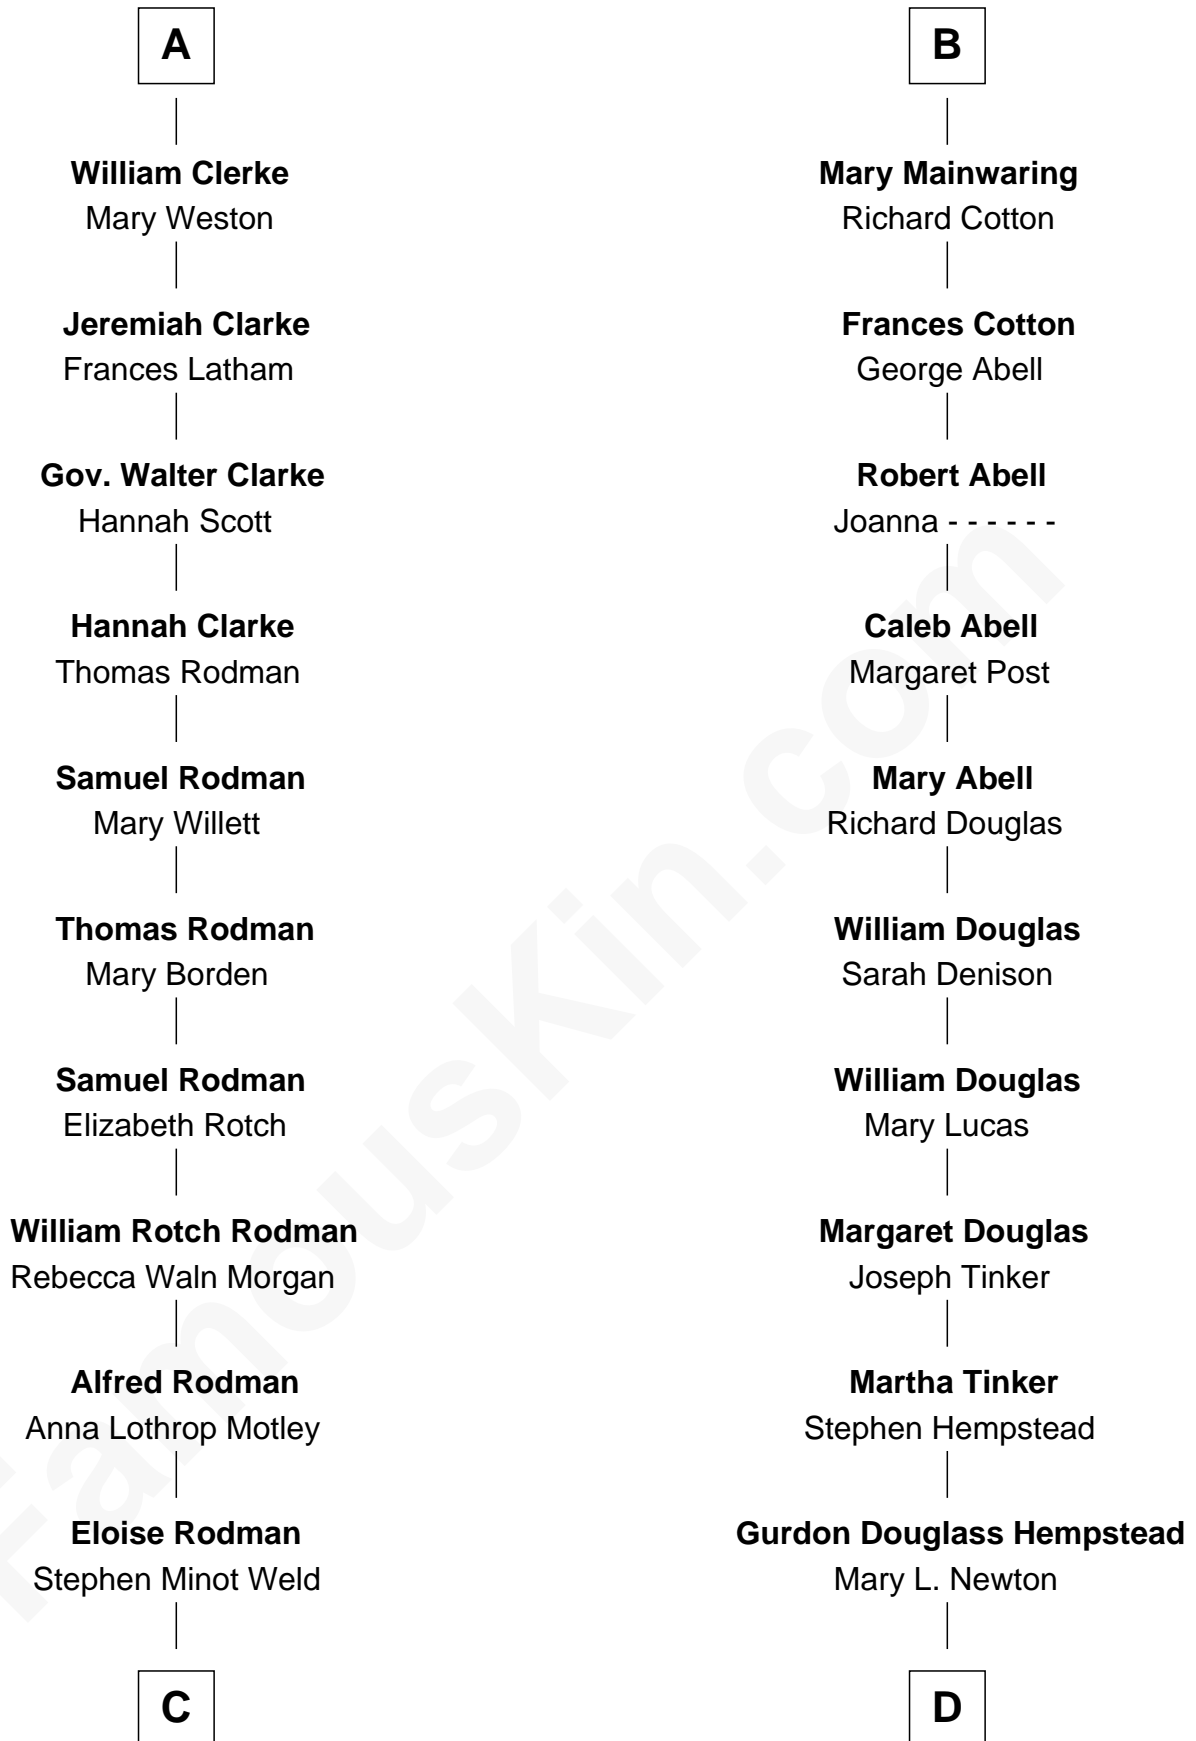 A
William Clerke
Mary Weston
Jeremiah Clarke
Frances Latham
Gov. Walter Clarke
Hannah Scott
Hannah Clarke
Thomas Rodman
Samuel Rodman
Mary Willett
Thomas Rodman
Mary Borden
Samuel Rodman
Elizabeth Rotch
William Rotch Rodman
Rebecca Waln Morgan
Alfred Rodman
Anna Lothrop Motley
Eloise Rodman
Stephen Minot Weld
C
B
Mary Mainwaring
Richard Cotton
Frances Cotton
George Abell
Robert Abell
Joanna - - - - - -
Caleb Abell
Margaret Post
Mary Abell
Richard Douglas
William Douglas
Sarah Denison
William Douglas
Mary Lucas
Margaret Douglas
Joseph Tinker
Martha Tinker
Stephen Hempstead
Gurdon Douglass Hempstead
Mary L. Newton
D
FamousKin.com